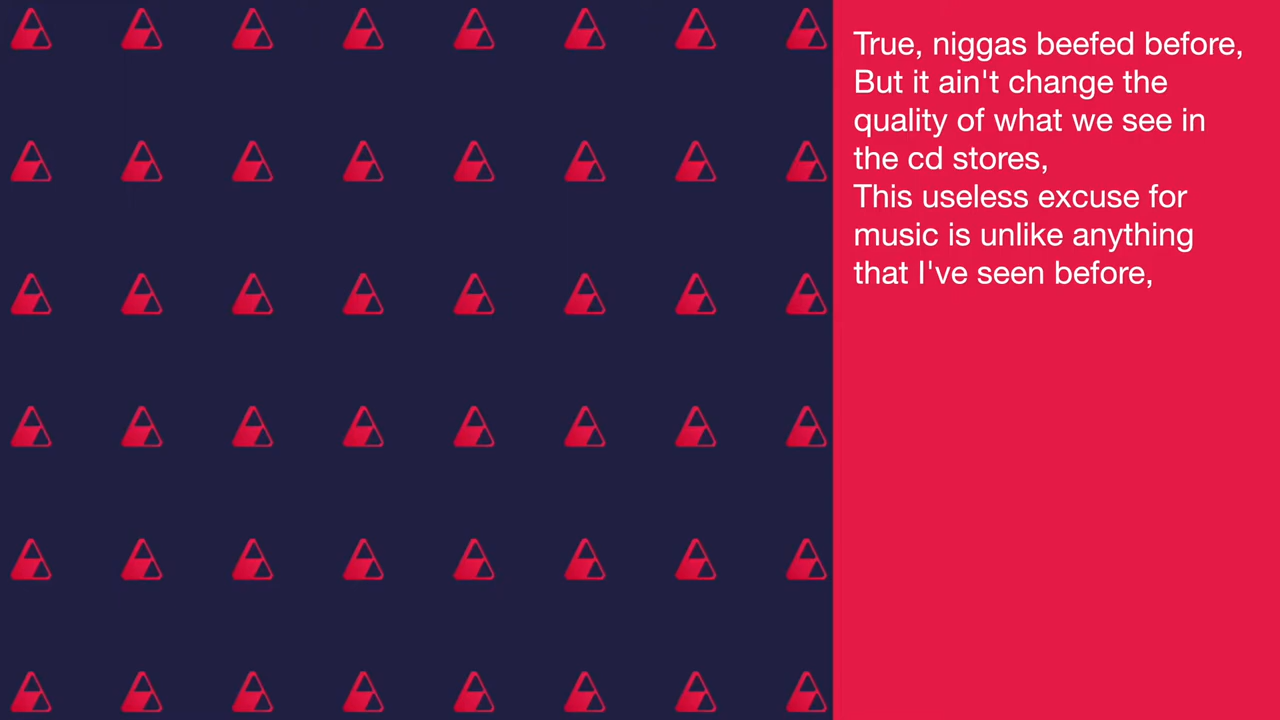 True, niggas beefed before,
But it ain't change the
quality of what we see in
the cd stores,
This useless excuse for
music is unlike anything
that I've seen before,